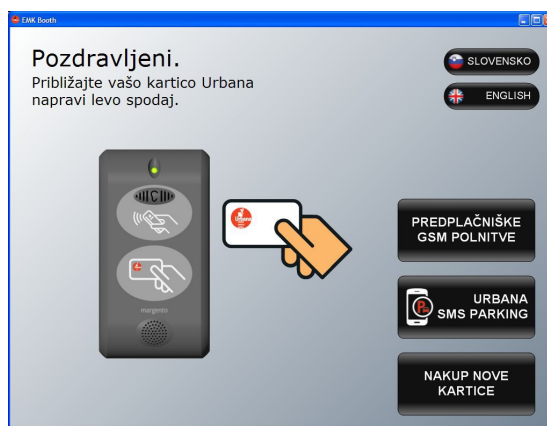 EMK Booth
Pozdravljeni.
Približajte vašo kartico Urbana
napravi levo spodaj.
SLOVENSKO
ENGLISH
Urbana
margento
PREDPLAČNIŠKE
GSM POLNITVE
URBANA
SMS PARKING
NAKUP NOVE
KARTICE